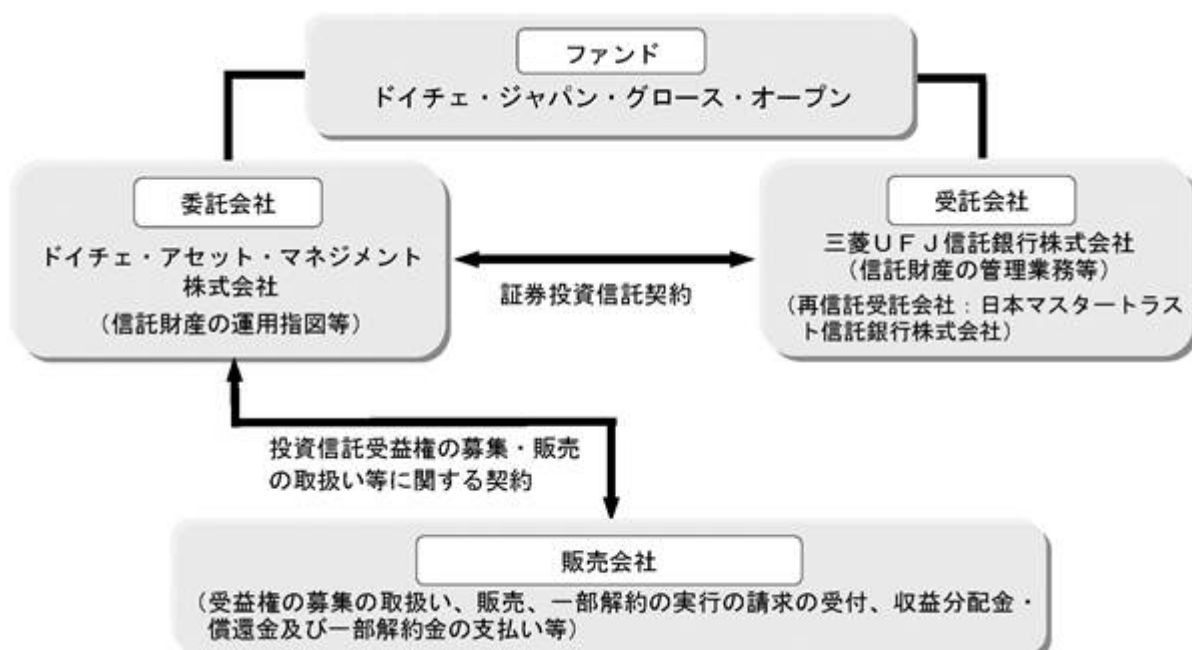 ファンド
ドイチェ・ジャパン・グロース・オープン
委託会社
ドイチェ・アセット・マネジメント
株式会社
（信託財産の運用指図等）
証券投資信託契約
受託会社
三菱ＵＦＪ信託銀行株式会社
（信託財産の管理業務等）
（再信託受託会社：日本マスタートラス
ト信託銀行株式会社）
投資信託受益権の募集・販売
の取扱い等に関する契約
販売会社
（受益権の募集の取扱い、販売、一部解約の実行の請求の受付、収益分配金・
償還金及び一部解約金の支払い等）